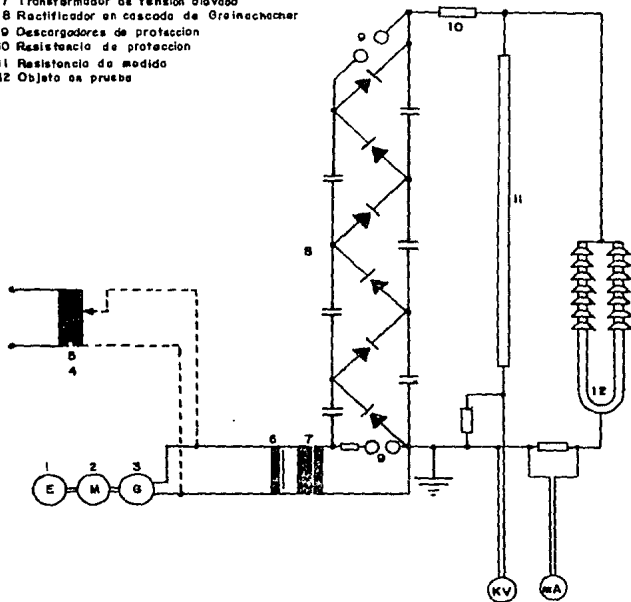 7 Transformador de tensión elevada
8 Rectificador en cascada de Greinachacher
9 Descargadores de proteccion
10 Resistencia de proteccion
11 Resistencia de medida
12 Objeto en prueba
9
10
11
8
12
5
4
6 7
9
1 2 3
E M G
KV mA